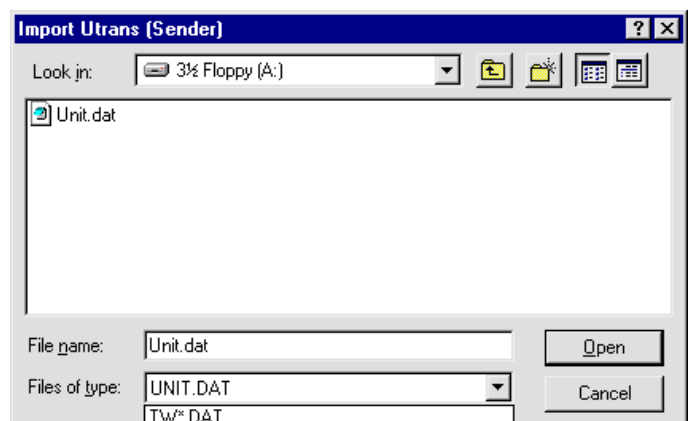 Import Utrans (Sender)
Look in: 3½ Floppy (A:)
Unit.dat
File name: Unit.dat Open
Files of type: UNIT.DAT Cancel
TW*.DAT